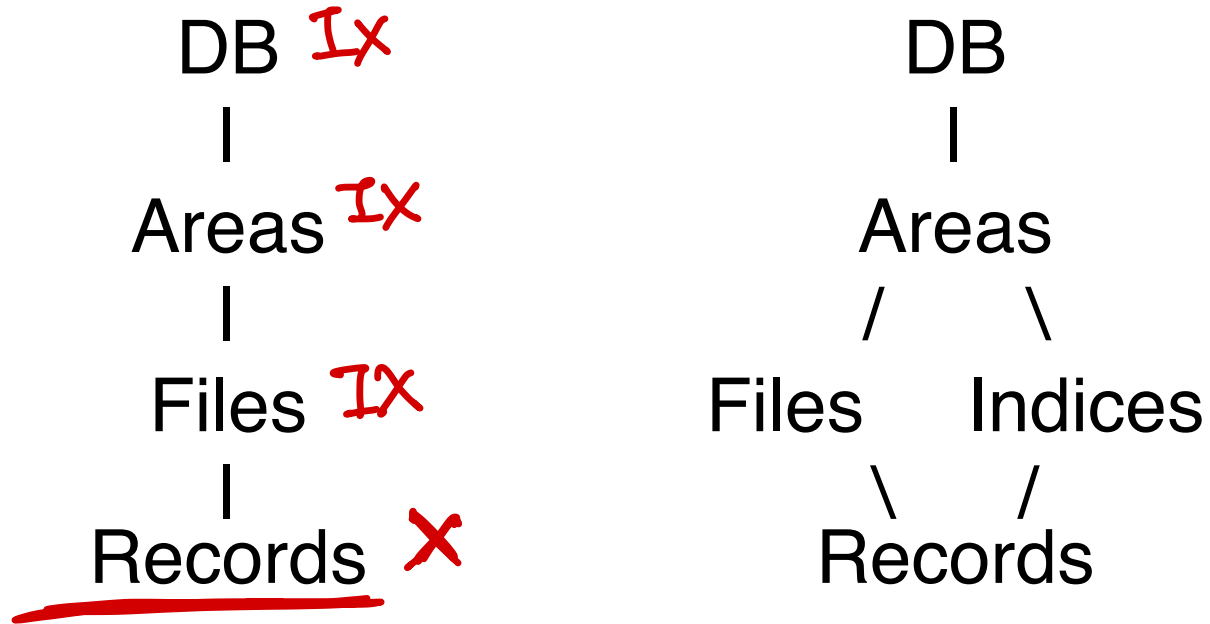 DB IX DB
Areas IX Areas
Files IX Files Indices
Records X Records